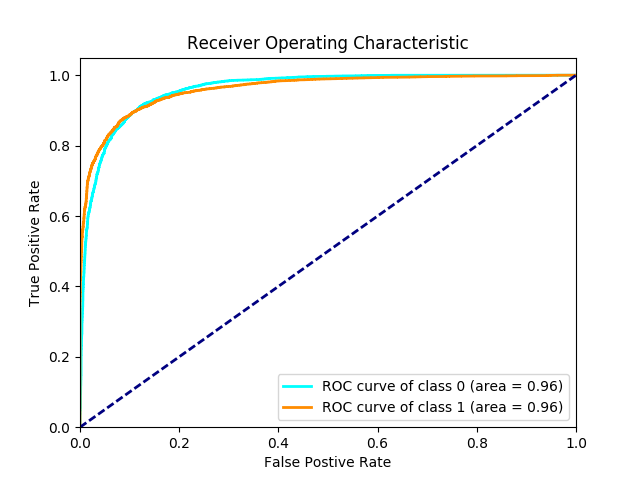 Receiver Operating Characteristic
True Positive Rate
1.0
0.8
0.6
0.4
0.2
0.0
ROC curve of class 0 (area = 0.96)
ROC curve of class 1 (area = 0.96)
0.0 0.2 0.4 0.6 0.8 1.0
False Postive Rate